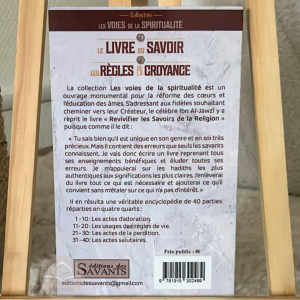 Collection
LES VOIES DE LA SPIRITUALITÉ
LE LIVRE DU SAVOIR
LES RÈGLES DE LA CROYANCE
La collection Les voies de la spiritualité est un
ouvrage monumental pour la réforme des cœurs et
l'éducation des âmes. S'adressant aux fidèles souhaitant
cheminer vers leur Créateur, le célèbre Ibn Al-Jawzî y a
reprit le livre « Revivifier les Savoirs de la Religion »
puisque comme il le dit :
« Tu sais bien qu'il est unique en son genre et en soi très
précieux. Mais il contient des erreurs que seuls les savants
connaissent. Je vais donc écrire un livre reprenant tous
ses enseignements bénéfiques et éluder toutes ses
erreurs. Je m'appuierai sur les hadiths les plus
authentiques aux significations les plus claires. J'enlèverai
du livre tout ce qui est nécessaire et ajouterai ce qu'il
convient sans m'étaler sur ce qui n'a pas d'intérêt. »
Il en résulta une véritable encyclopédie de 40 parties
réparties en quatre quarts :
1 -10: Les actes d'adoration.
11- 20: Les usages des règles de vie.
21 - 30: Les actes de la perdition.
31- 40: Les actes salutaires.
éditions des
SAVANTS
editionsdessavants@gmail.com
Prix public : 8€
9 781915 302489